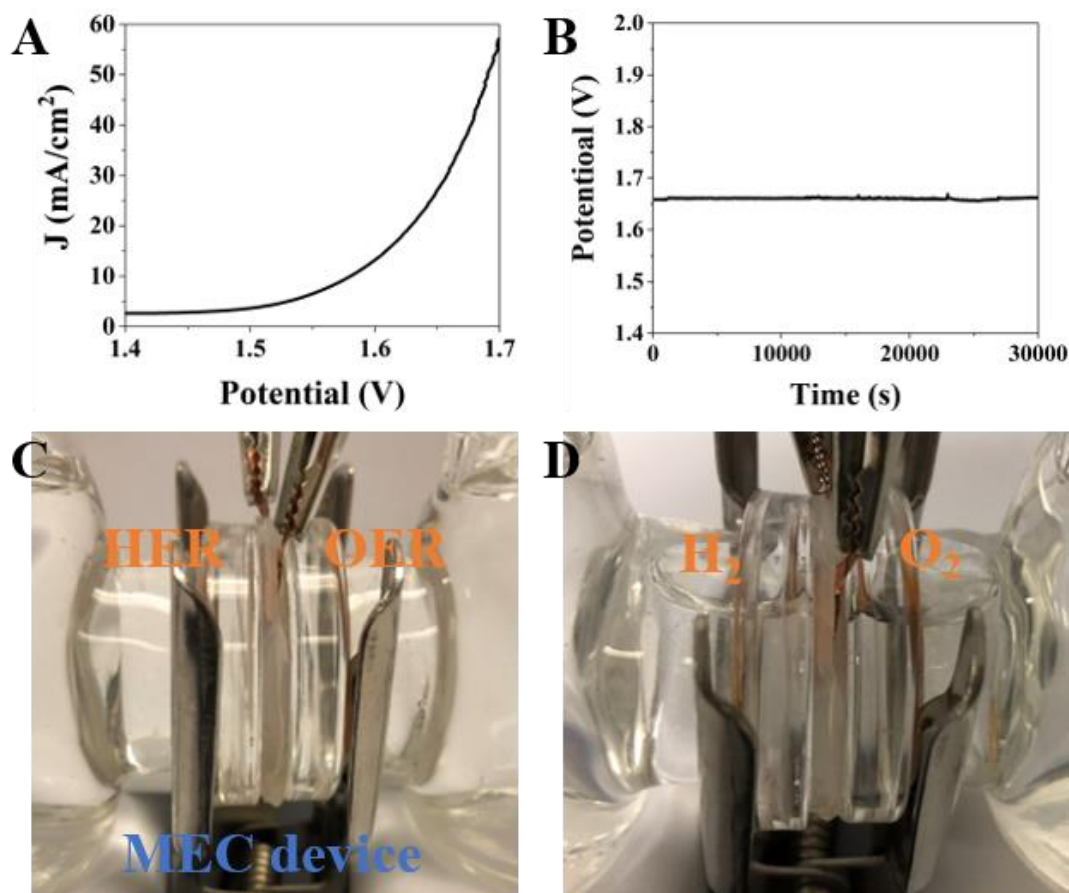 A
B
60
50
40
30
20
10
0
J (mA/cm²)
1.4
1.5
1.6
1.7
Potential (V)
2.0
1.9
1.8
1.7
1.6
1.5
1.4
Potentioal (V)
0
10000
20000
30000
Time (s)
C
D
HER
OER
H₂
O₂
MEC device